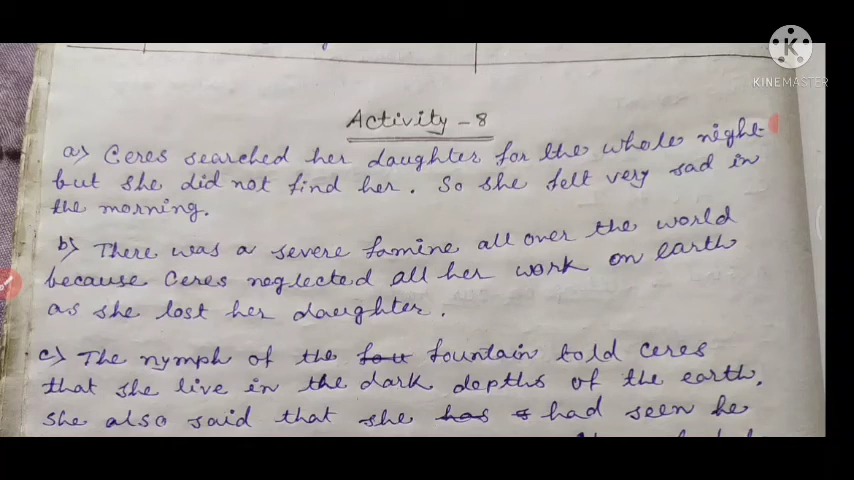 K
KINEMASTER
Activity - 8
a) Ceres searched her daughter for the whole night
but she did not find her. So she felt very sad in
the morning.
b) There was a severe famine all over the world
because Ceres neglected all her work on earth
as she lost her daughter.
c) The nymph of the fou fountain told Ceres
that she live in the dark depths of the earth.
She also said that she has s had seen he